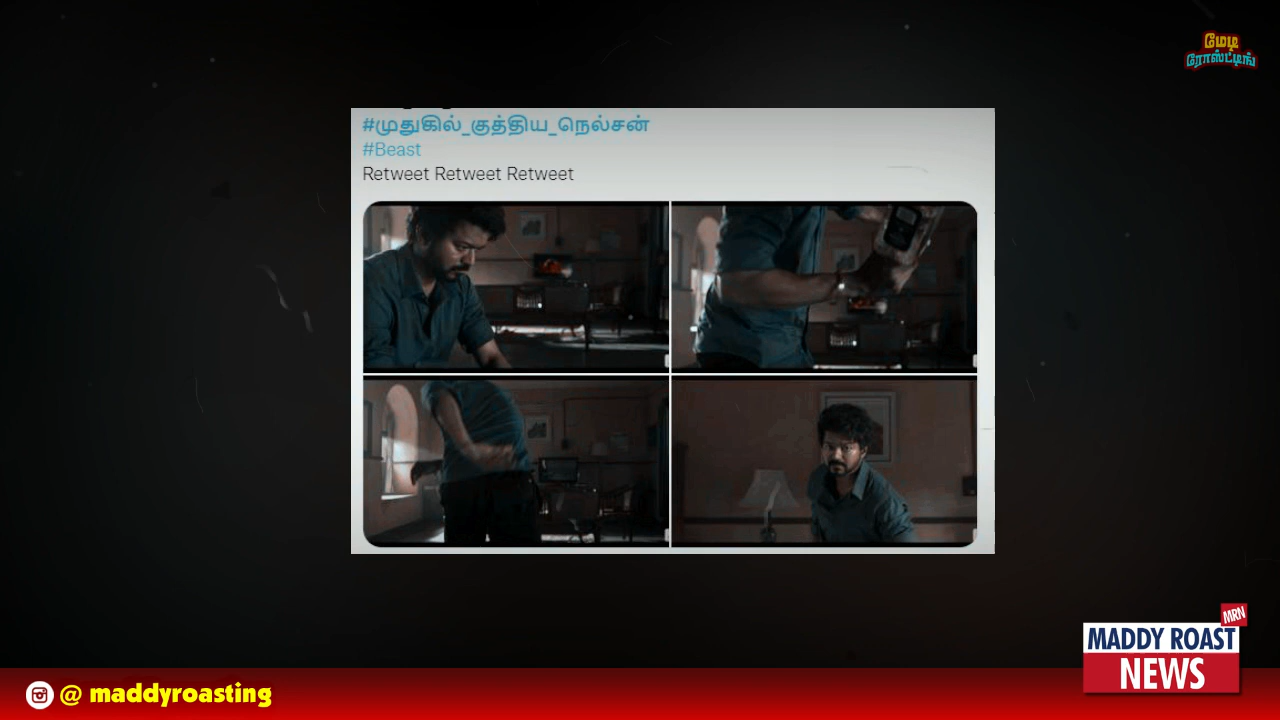 மேடி
ரோஸ்ட்டிங்
#முதுகில்_குத்திய_நெல்சன்
#Beast
Retweet Retweet Retweet
MRN
MADDY ROAST
NEWS
@ maddyroasting